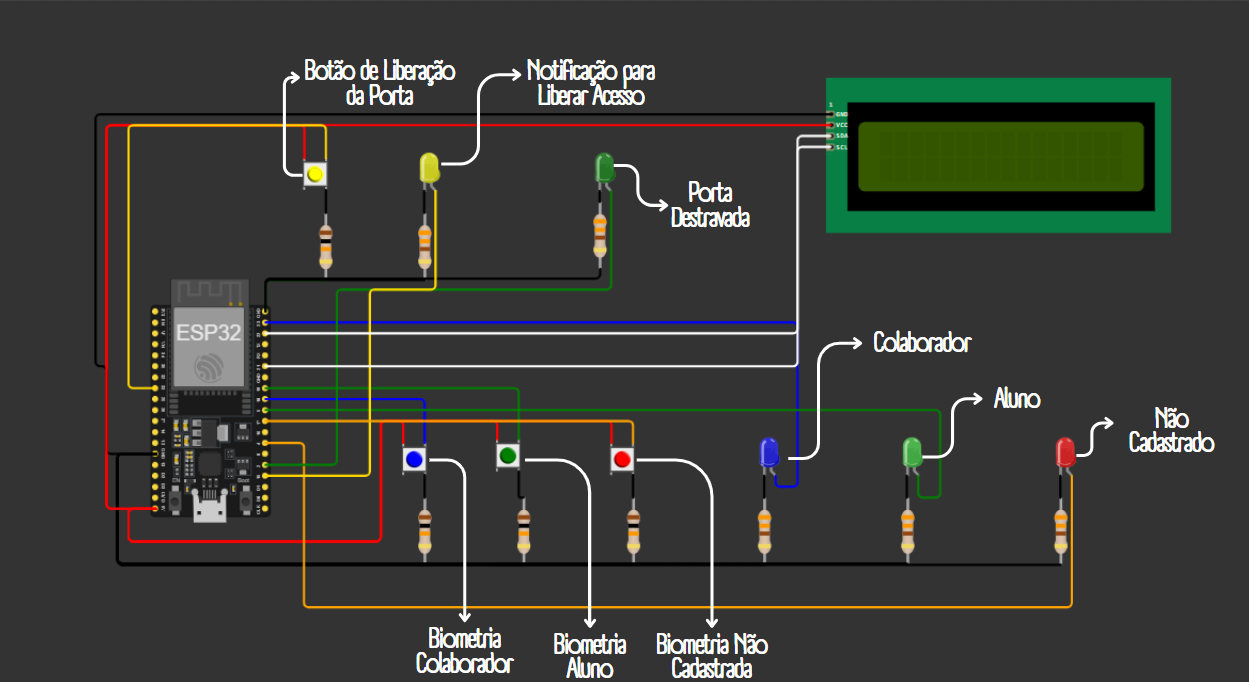 Botão de Liberação
da Porta
Notificação para
Liberar Acesso
1
GND
VCC
SDA
SCL
Porta
Destravada
ESP32
Colaborador
Aluno
Não
Cadastrado
Biometria
Colaborador
Biometria
Aluno
Biometria Não
Cadastrada